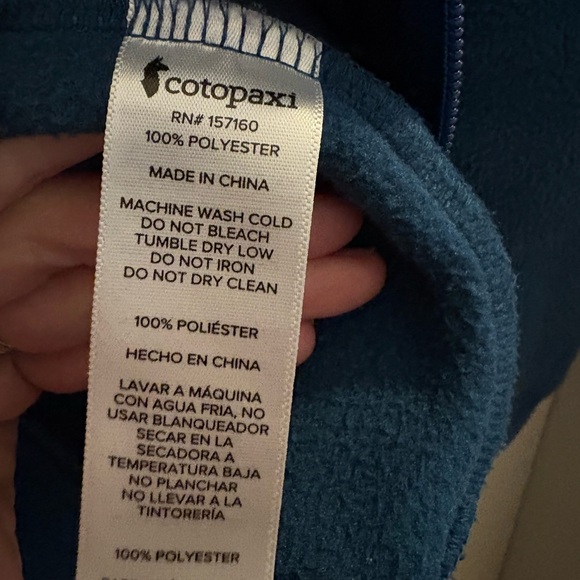 cotopaxi
RN# 157160
100% POLYESTER
MADE IN CHINA
MACHINE WASH COLD
DO NOT BLEACH
TUMBLE DRY LOW
DO NOT IRON
DO NOT DRY CLEAN
100% POLIÉSTER
HECHO EN CHINA
LAVAR A MÁQUINA
CON AGUA FRIA, NO
USAR BLANQUEADOR
SECAR EN LA
SECADORA A
TEMPERATURA BAJA
NO PLANCHAR
NO LLEVAR A LA
TINTORERÍA
100% POLYESTER